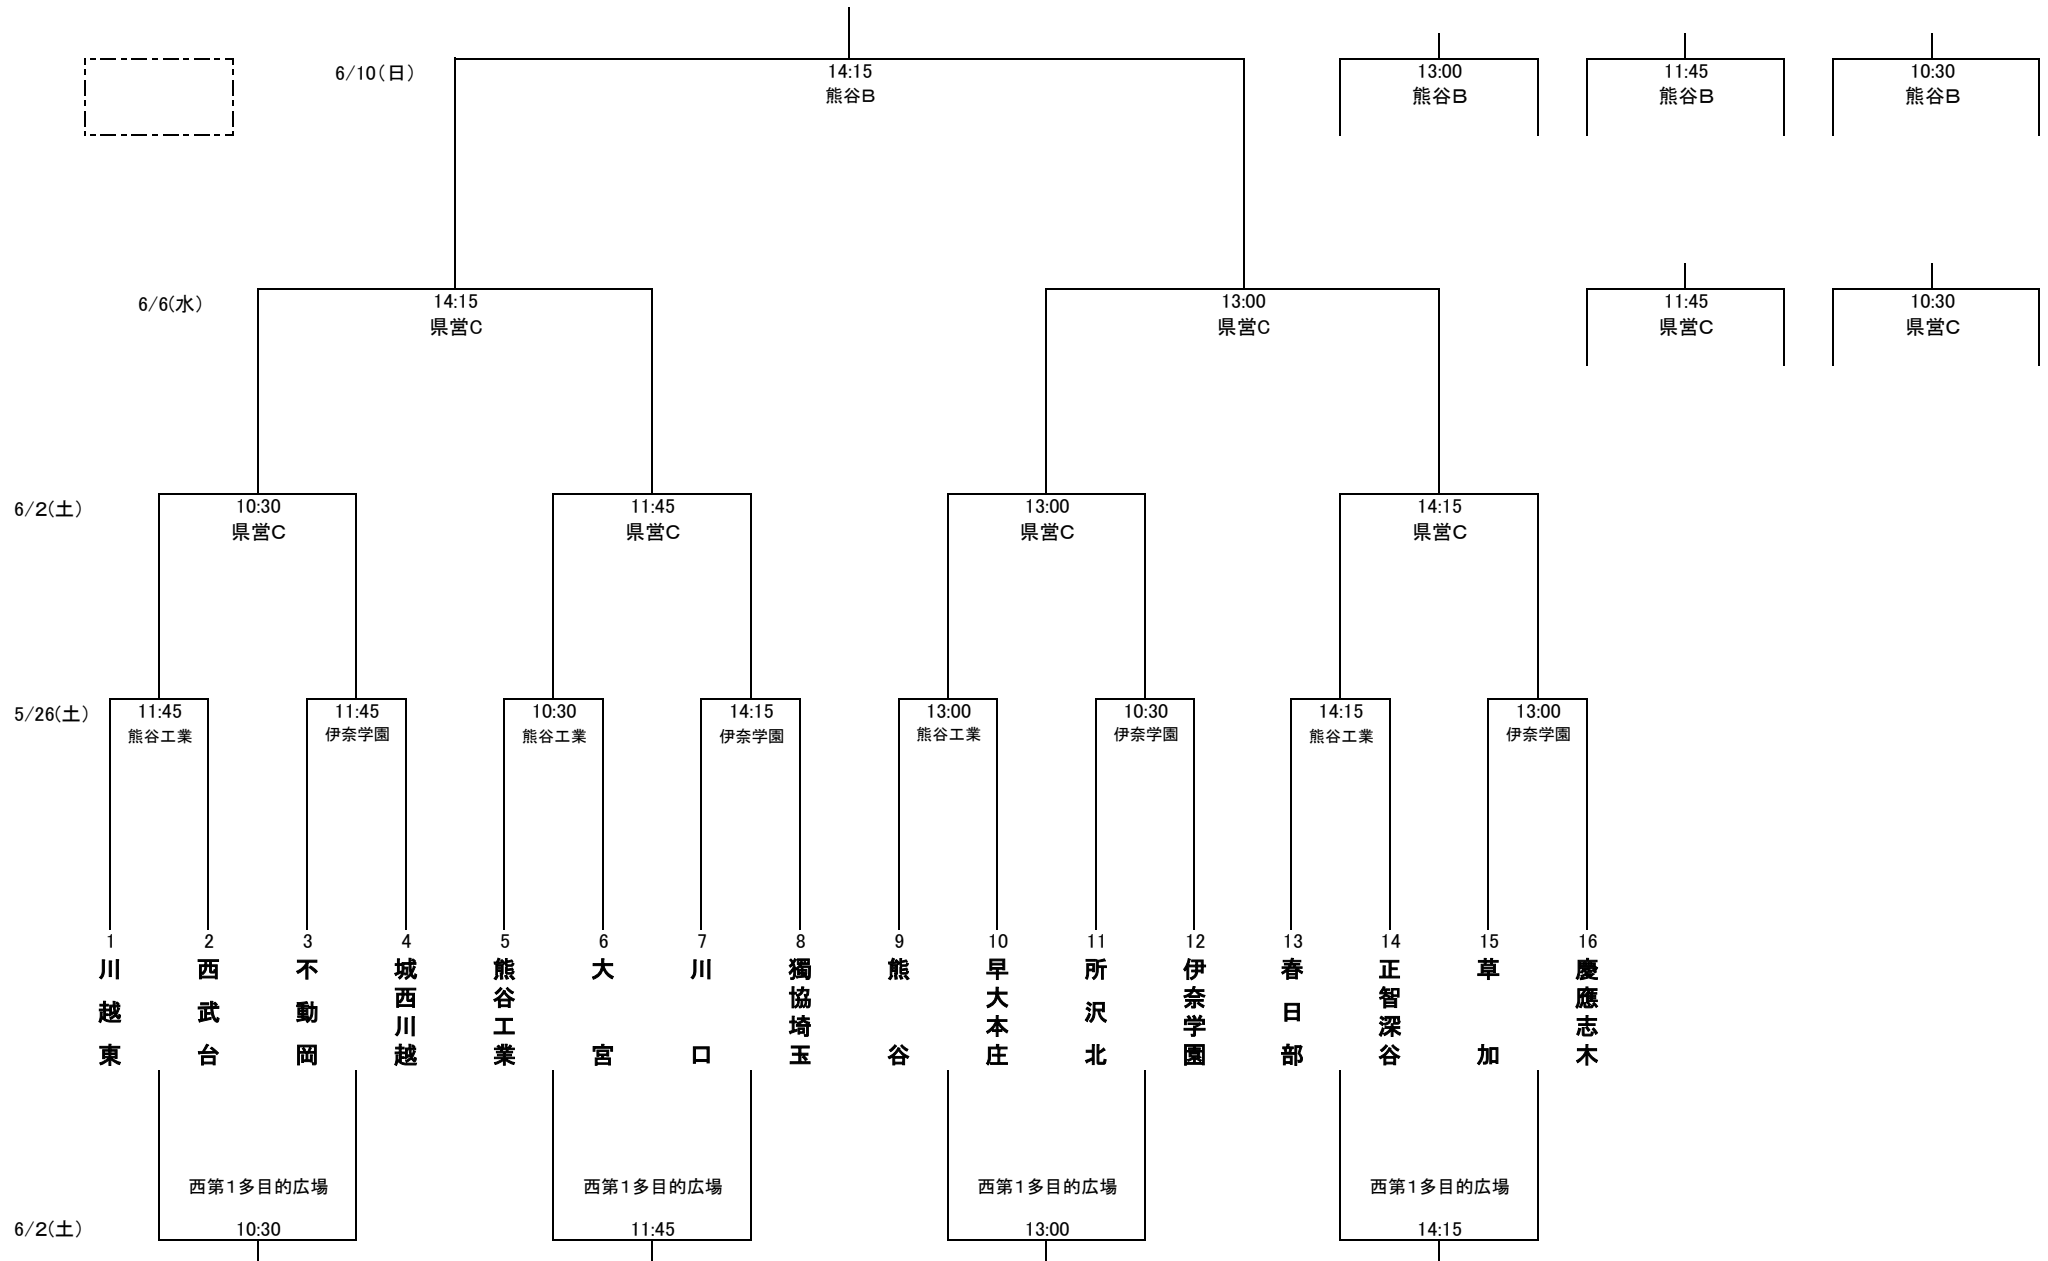 6/10(日)
14:15
熊谷B
13:00
熊谷B
11:45
熊谷B
10:30
熊谷B
6/6(水)
14:15
県営C
13:00
県営C
11:45
県営C
10:30
県営C
6/2(土)
10:30
県営C
11:45
県営C
13:00
県営C
14:15
県営C
5/26(土)
11:45
熊谷工業
11:45
伊奈学園
10:30
熊谷工業
14:15
伊奈学園
13:00
熊谷工業
10:30
伊奈学園
14:15
熊谷工業
13:00
伊奈学園
1
川越東
2
西武台
3
不動岡
4
城西川越
5
熊谷工業
6
大宮
7
川口
8
獨協埼玉
9
熊谷
10
早大本庄
11
所沢北
12
伊奈学園
13
春日部
14
正智深谷
15
草加
16
慶應志木
6/2(土)
西第1多目的広場
10:30
西第1多目的広場
11:45
西第1多目的広場
13:00
西第1多目的広場
14:15